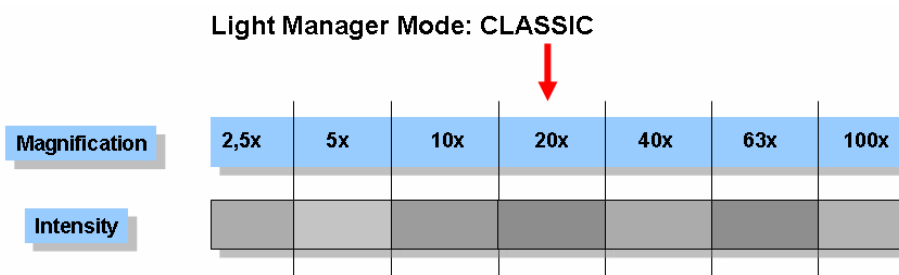 Light Manager Mode: CLASSIC
Magnification 2,5x 5x 10x 20x 40x 63x 100x
Intensity